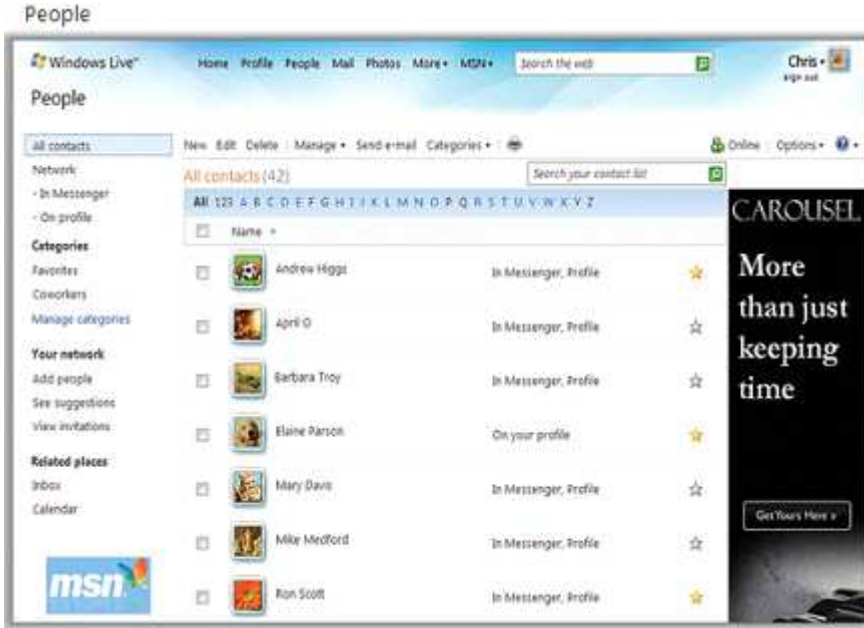 People
Windows Live™
Home Profile People Mail Photos More MSN Search the web
Chris
sign out
People
All contacts
Network
- In Messenger
- On profile
Categories
Favorites
Coworkers
Manage categories
Your network
Add people
See suggestions
View invitations
Related places
Inbox
Calendar
msn
New Edit Delete Manage Send e-mail Categories Online Options
All contacts (42) Search your contact list
All 123 A B C D E F G H I J K L M N O P Q R S T U V W X Y Z
Name
Andrew Higgs In Messenger, Profile
April O In Messenger, Profile
Barbara Troy In Messenger, Profile
Elaine Parson On your profile
Mary Davis In Messenger, Profile
Mike Medford In Messenger, Profile
Ron Scott In Messenger, Profile
CAROUSEL
More
than just
keeping
time
Get Yours Here »